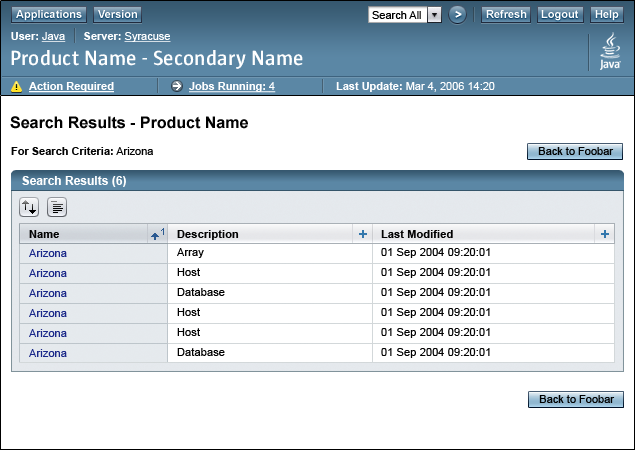 Applications Version Search All Refresh Logout Help
User: Java Server: Syracuse
Product Name - Secondary Name
Java
Action Required Jobs Running: 4 Last Update: Mar 4, 2006 14:20
Search Results - Product Name
For Search Criteria: Arizona Back to Foobar
Search Results (6)
Name 1 Description + Last Modified +
Arizona Array 01 Sep 2004 09:20:01
Arizona Host 01 Sep 2004 09:20:01
Arizona Database 01 Sep 2004 09:20:01
Arizona Host 01 Sep 2004 09:20:01
Arizona Host 01 Sep 2004 09:20:01
Arizona Database 01 Sep 2004 09:20:01
Back to Foobar